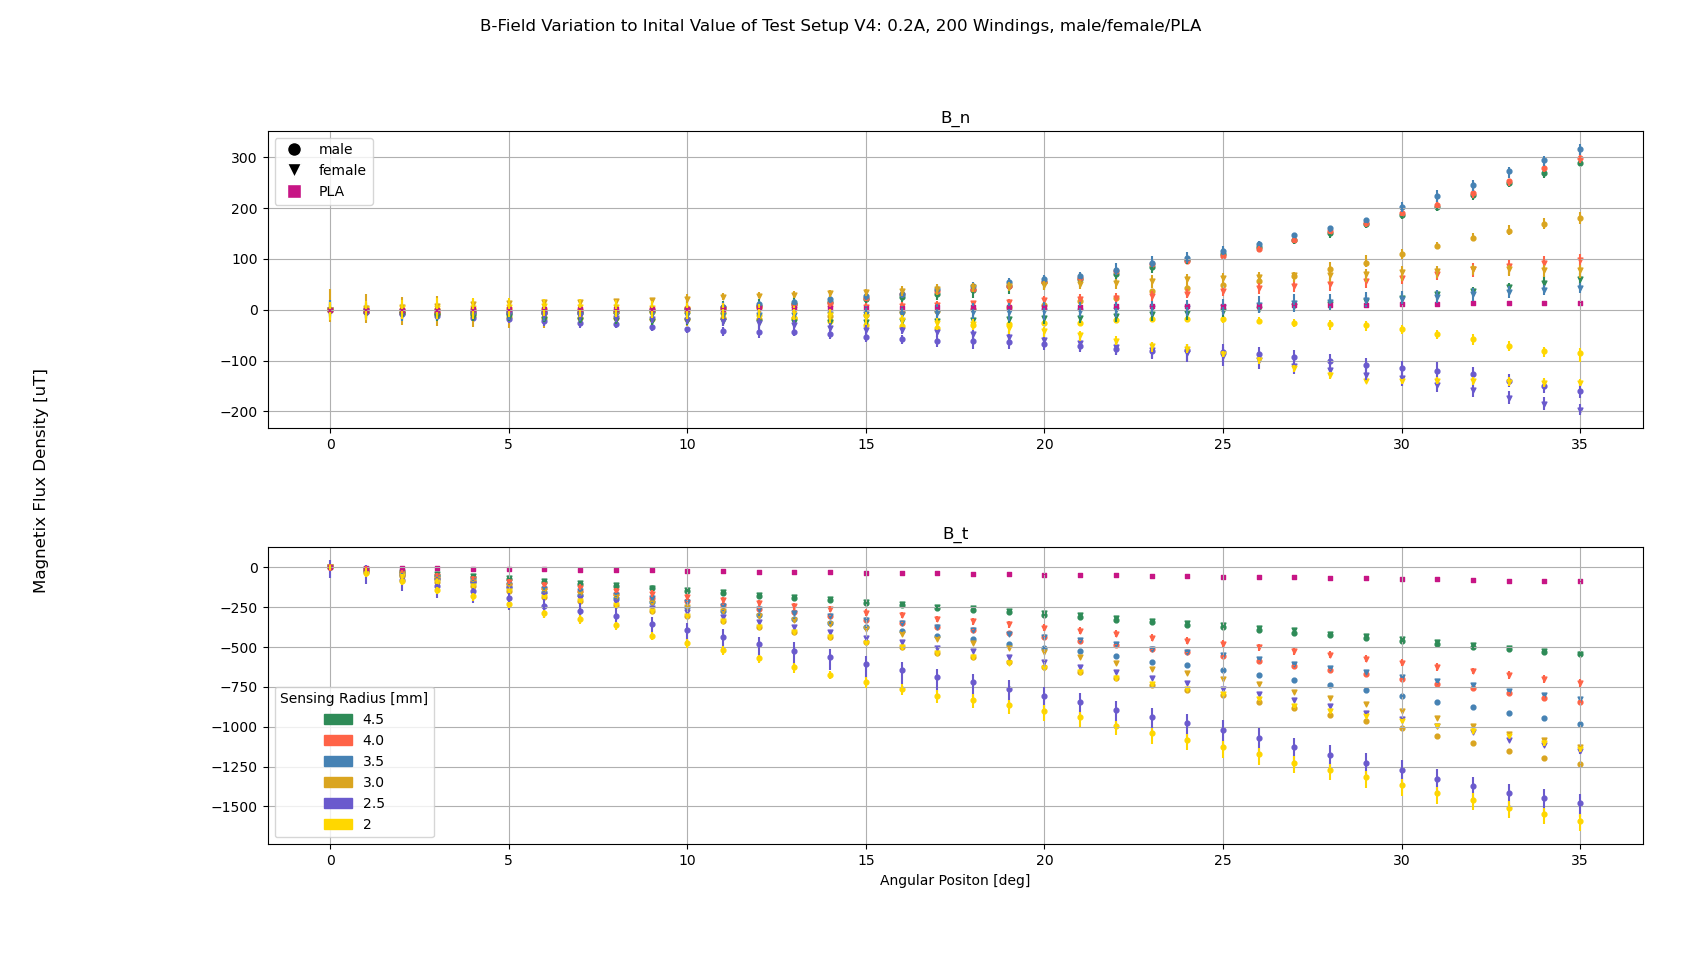 B-Field Variation to Inital Value of Test Setup V4: 0.2A, 200 Windings, male/female/PLA
Magnetix Flux Density [uT]
B_n
male
female
PLA
300
200
100
0
−100
−200
0 5 10 15 20 25 30 35
B_t
0
−250
−500
−750
−1000
−1250
−1500
Sensing Radius [mm]
4.5
4.0
3.5
3.0
2.5
2
0 5 10 15 20 25 30 35
Angular Positon [deg]